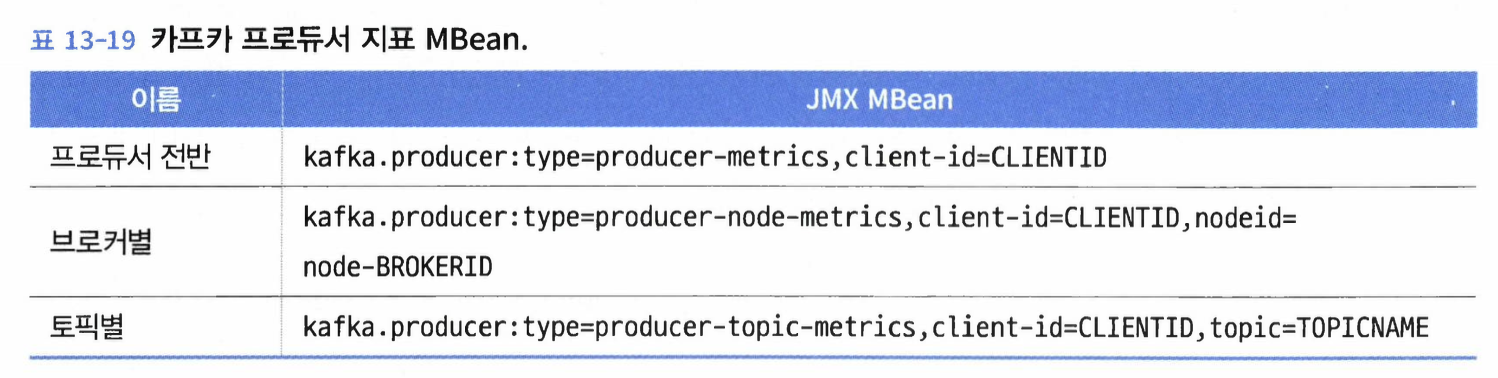 표 13-19 카프카 프로듀서 지표 MBean.
이름 JMX MBean
프로듀서 전반 kafka.producer:type=producer-metrics,client-id=CLIENTID
브로커별 kafka.producer:type=producer-node-metrics,client-id=CLIENTID,nodeid=
node-BROKERID
토픽별 kafka.producer:type=producer-topic-metrics,client-id=CLIENTID,topic=TOPICNAME